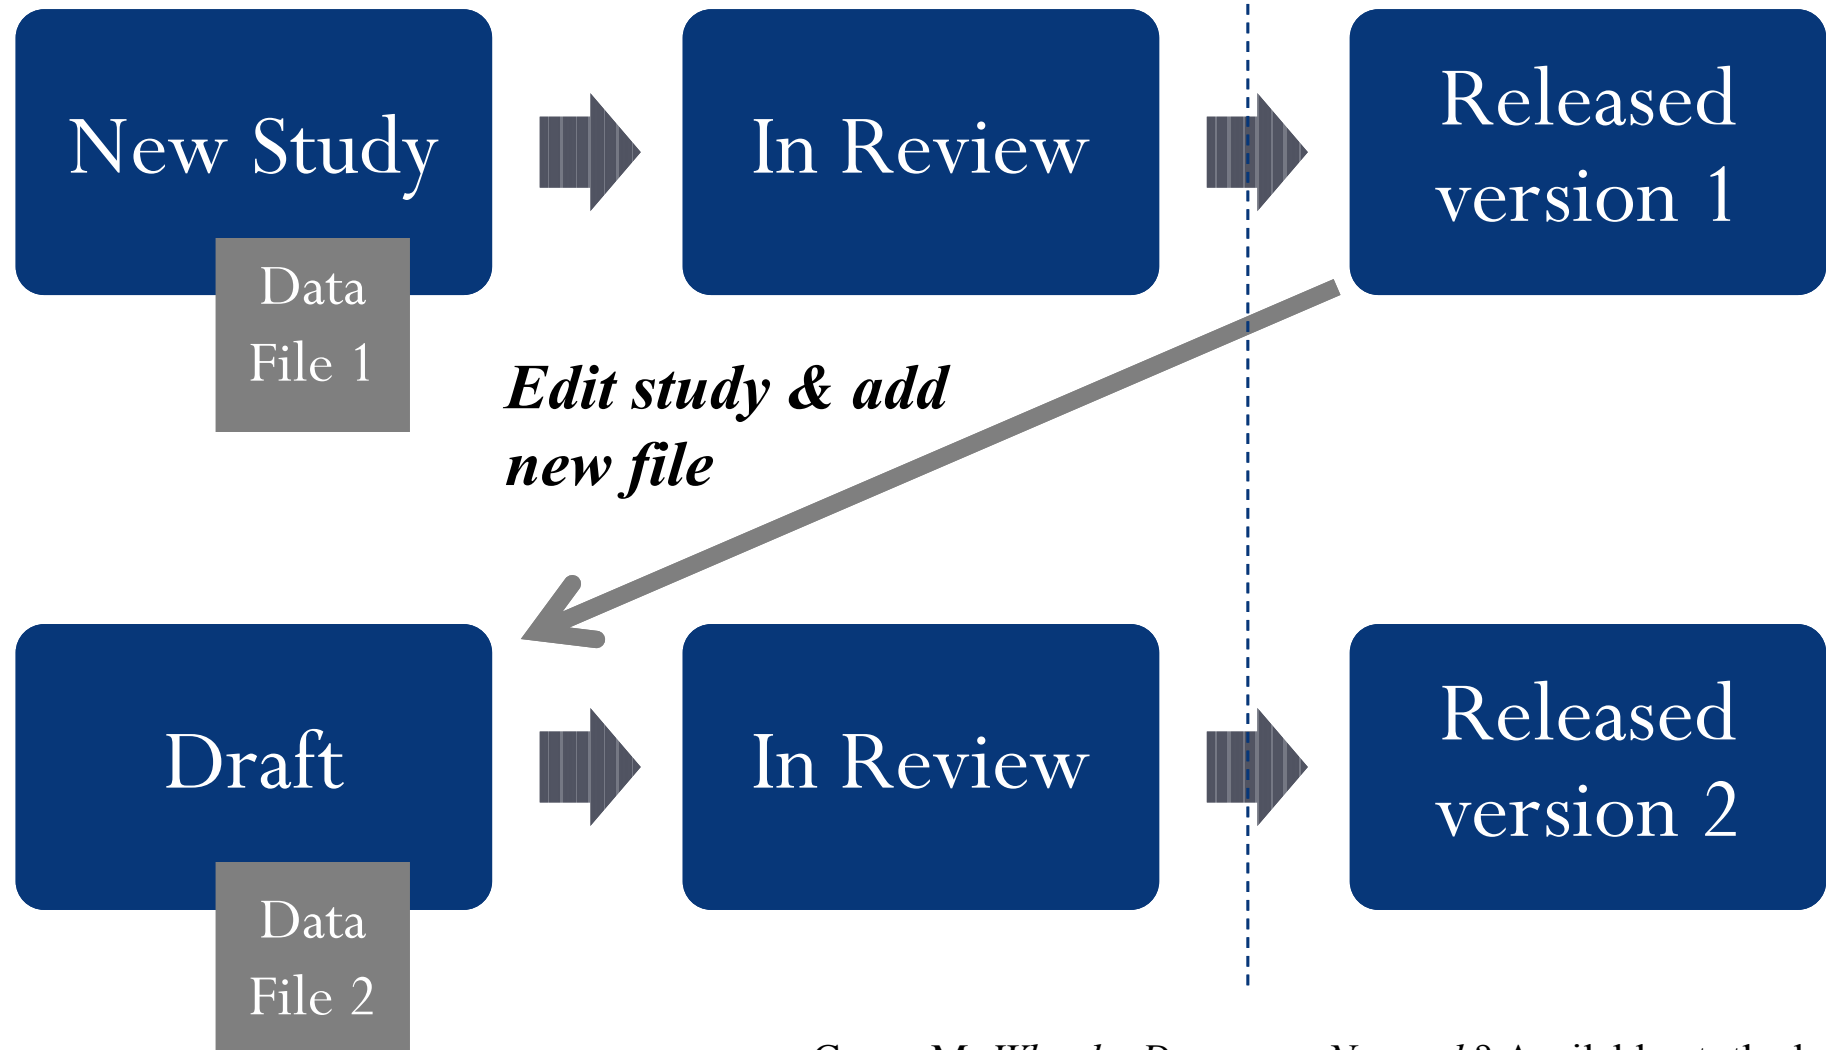 New Study
In Review
Released
version 1
Data
File 1
Edit study & add
new file
Draft
In Review
Released
version 2
Data
File 2